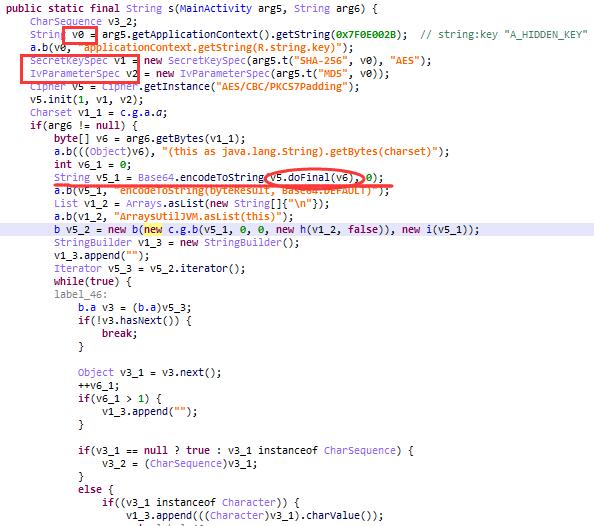 public static final String s(MainActivity arg5, String arg6) {
CharSequence v3_2;
String v0 = arg5.getApplicationContext().getString(0x7F0E002B);  // string:key "A_HIDDEN_KEY"
a.b(v0, "applicationContext.getString(R.string.key)");
SecretKeySpec v1 = new SecretKeySpec(arg5.t("SHA-256", v0), "AES");
IvParameterSpec v2 = new IvParameterSpec(arg5.t("MD5", v0));
Cipher v5 = Cipher.getInstance("AES/CBC/PKCS7Padding");
v5.init(1, v1, v2);
Charset v1_1 = c.g.a.a;
if(arg6 != null) {
byte[] v6 = arg6.getBytes(v1_1);
a.b(((Object)v6), "(this as java.lang.String).getBytes(charset)");
int v6_1 = 0;
String v5_1 = Base64.encodeToString(v5.doFinal(v6), 0);
a.b(v5_1, "encodeToString(byteResult, Base64.DEFAULT)");
List v1_2 = Arrays.asList(new String[]{"\n"});
a.b(v1_2, "ArraysUtilJVM.asList(this)");
b v5_2 = new b(new c.g.b(v5_1, 0, 0, new h(v1_2, false)), new i(v5_1));
StringBuilder v1_3 = new StringBuilder();
v1_3.append("");
Iterator v5_3 = v5_2.iterator();
while(true) {
label_46:
b.a v3 = (b.a)v5_3;
if(!v3.hasNext()) {
break;
}
Object v3_1 = v3.next();
++v6_1;
if(v6_1 > 1) {
v1_3.append("");
}
if(v3_1 == null ? true : v3_1 instanceof CharSequence) {
v3_2 = (CharSequence)v3_1;
}
else {
if((v3_1 instanceof Character)) {
v1_3.append(((Character)v3_1).charValue());